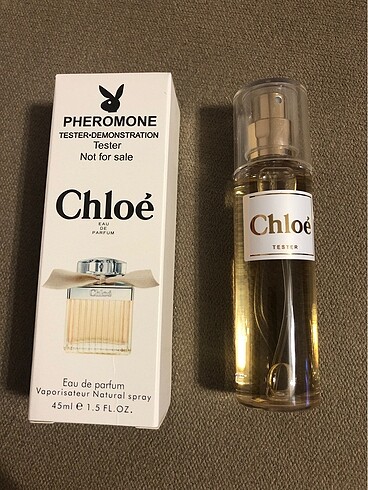 PHEROMONE
TESTER•DEMONSTRATION
Tester
Not for sale
Chloé
EAU
DE
PARFUM
Chloé
Eau de parfum
Vaporisateur Natural spray
45ml ℮ 1.5 FL.OZ.
Chloé
TESTER